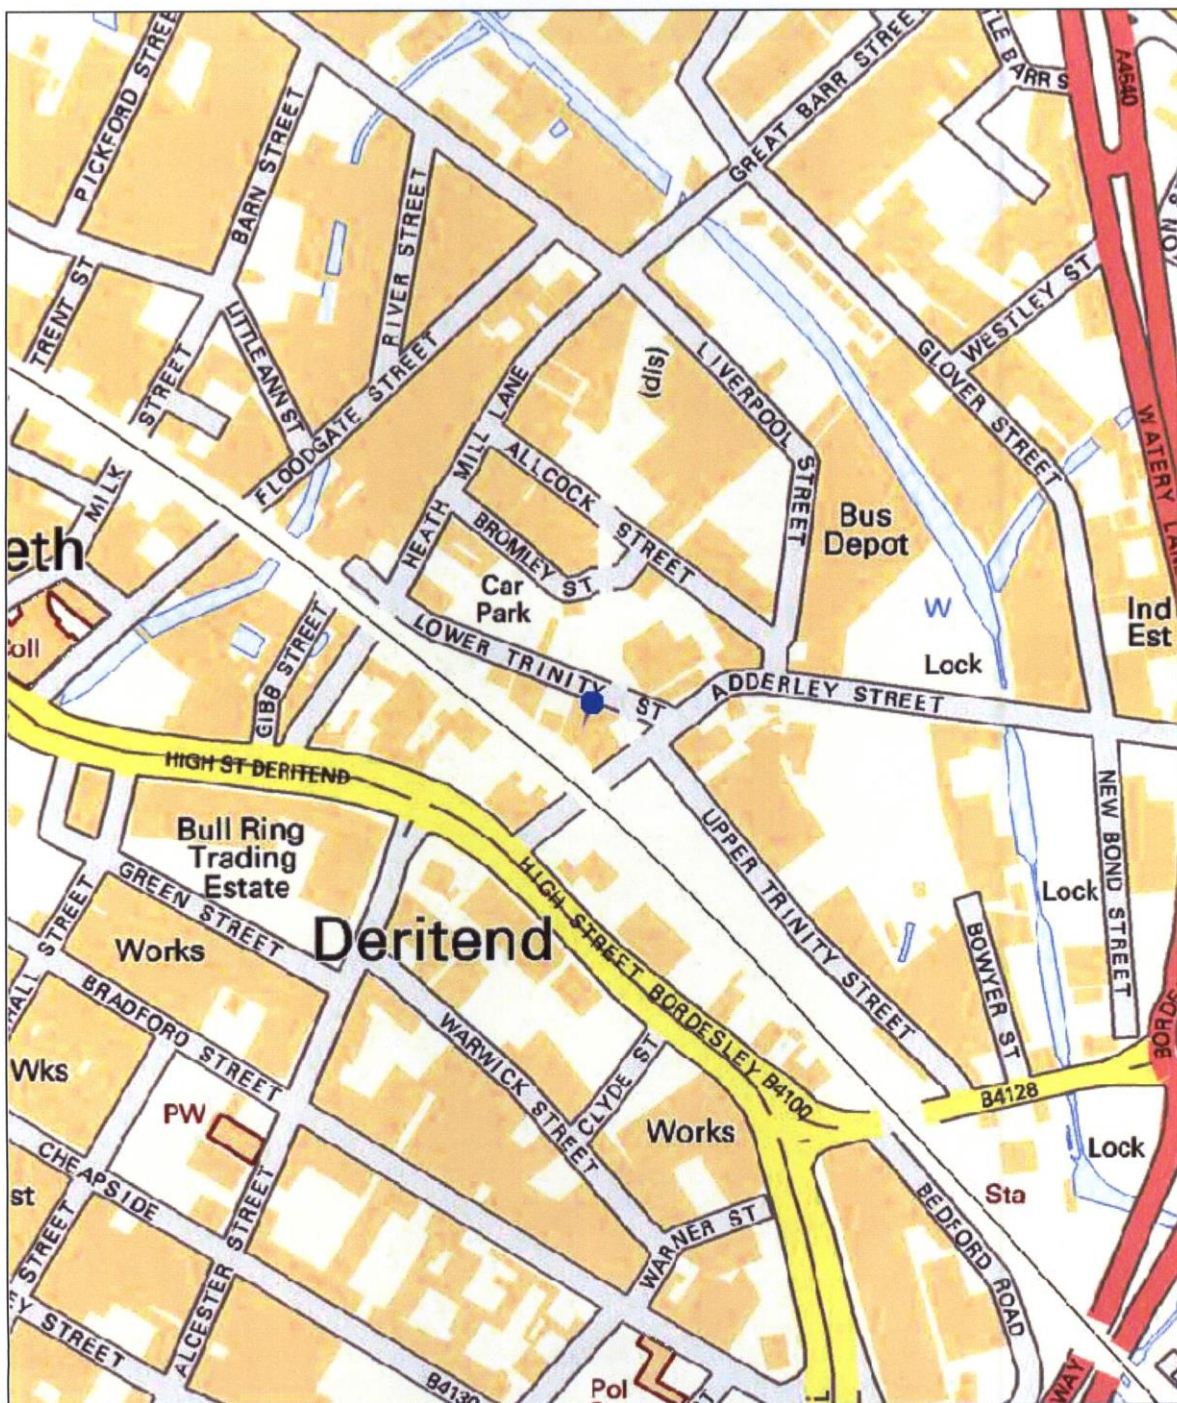 PICKFORD STREE
GREAT BARR STREET
TLE BARR S
A4540
BARN STREET
RIVER STREET
TRENT ST
LITTLE ANN ST
STREET
FLOODGATE STREET
HEATH MILL LANE
(dis)
LIVERPOOL STREET
WESTLEY ST
GLOVER STREET
WATERY LANE
MILK
ALLCOCK STREET
BROMLEY ST
Bus
Depot
eth
Car
Park
W
Ind
Est
Coll
GIBB STREET
LOWER TRINITY ST
Lock
ADDERLEY STREET
HIGH ST DERITEND
NEW BOND STREET
Bull Ring
Trading
Estate
UPPER TRINITY STREET
GREEN STREET
HIGH STREET BORDESLEY B4100
Lock
STREET
Deritend
Works
BOWYER ST
HALL
BRADFORD STREET
WARWICK STREET
CLYDE ST
Wks
B4128
PW
Works
Lock
CHEAPSIDE
st
Sta
BEDFORD ROAD
STREET
WARNER ST
ALCESTER STREET
EY STREET
B4130
Pol
ST
WAY